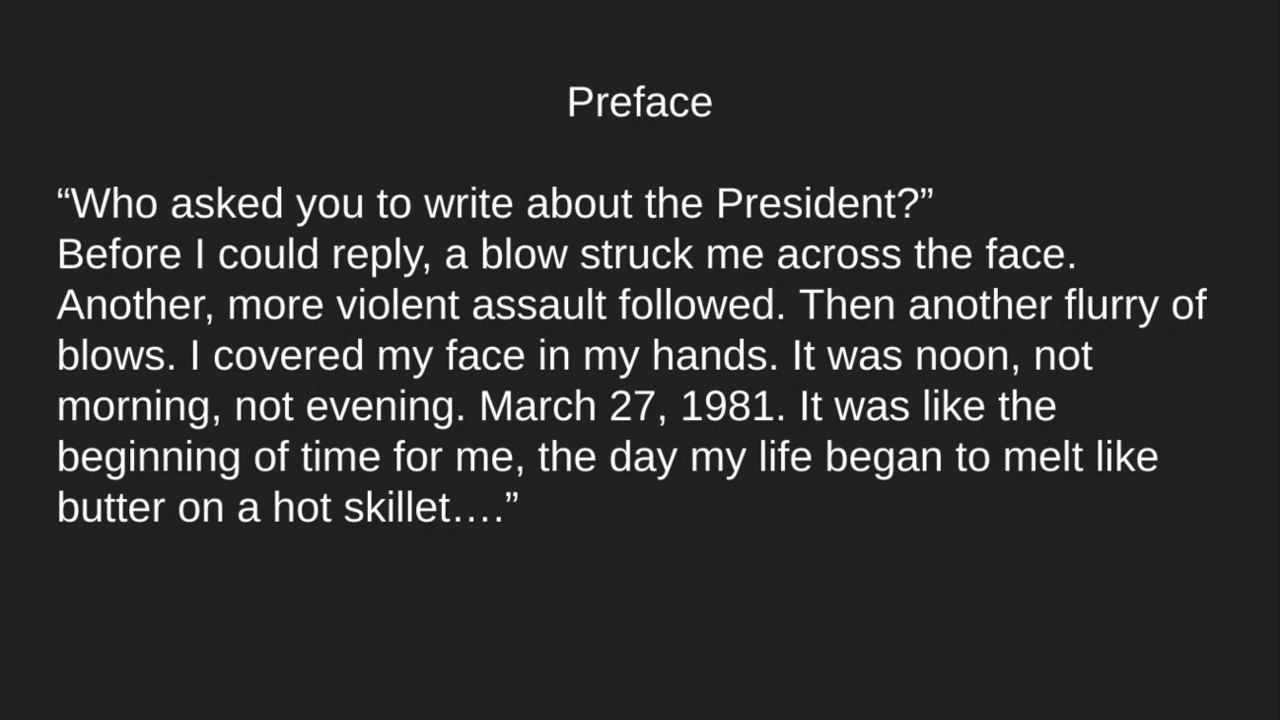 Preface
“Who asked you to write about the President?”
Before I could reply, a blow struck me across the face.
Another, more violent assault followed. Then another flurry of
blows. I covered my face in my hands. It was noon, not
morning, not evening. March 27, 1981. It was like the
beginning of time for me, the day my life began to melt like
butter on a hot skillet….”